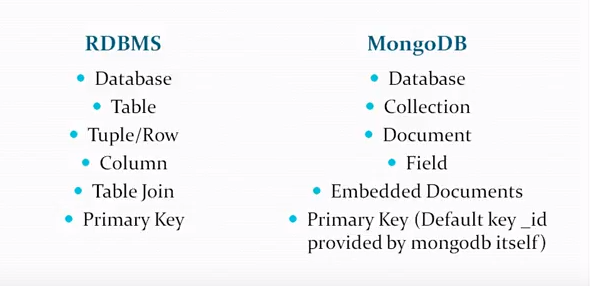 RDBMS
• Database
• Table
• Tuple/Row
• Column
• Table Join
• Primary Key
MongoDB
• Database
• Collection
• Document
• Field
• Embedded Documents
• Primary Key (Default key _id
provided by mongodb itself)